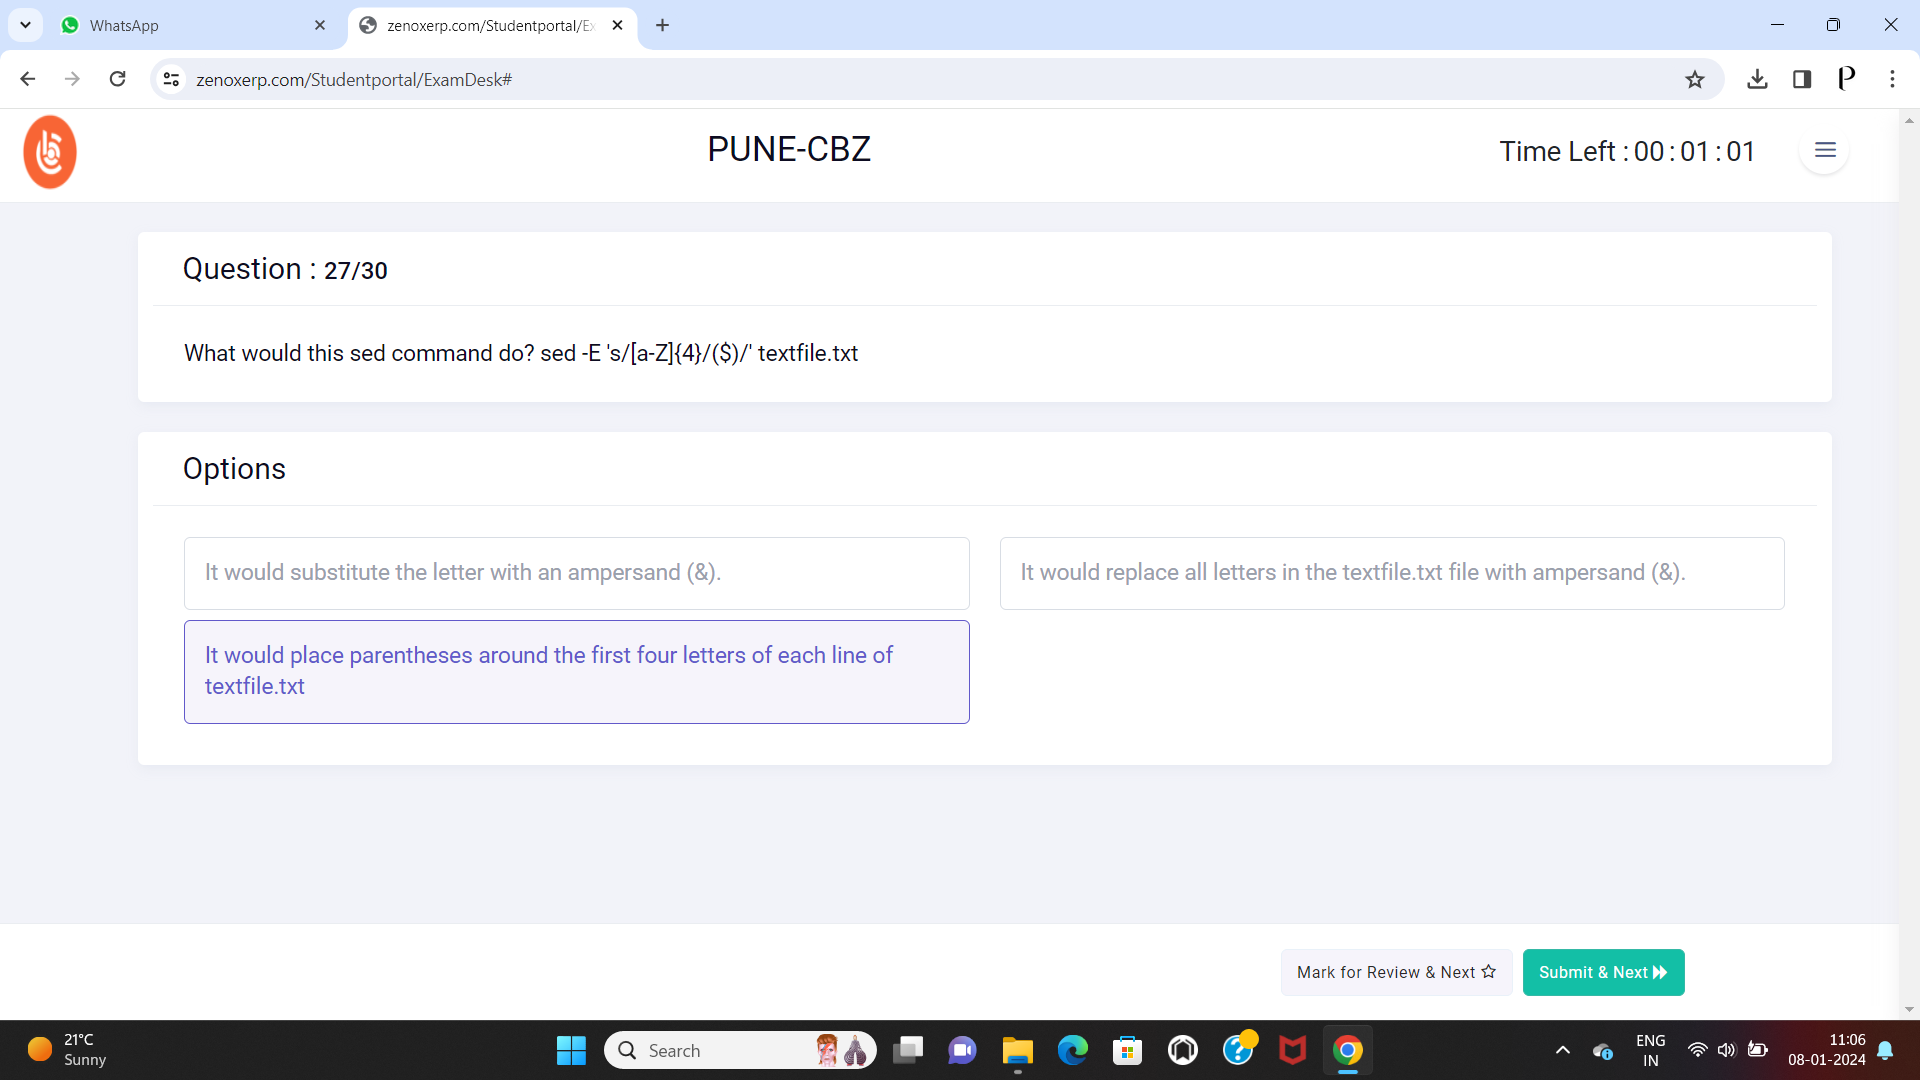 WhatsApp
zenoxerp.com/Studentportal/Ex
zenoxerp.com/Studentportal/ExamDesk#
PUNE-CBZ
Time Left : 00 : 01 : 01
Question : 27/30
What would this sed command do? sed -E 's/[a-Z]{4}/($)/' textfile.txt
Options
It would substitute the letter with an ampersand (&).
It would replace all letters in the textfile.txt file with ampersand (&).
It would place parentheses around the first four letters of each line of
textfile.txt
Mark for Review & Next
Submit & Next
21°C
Sunny
Search
ENG
IN
11:06
08-01-2024